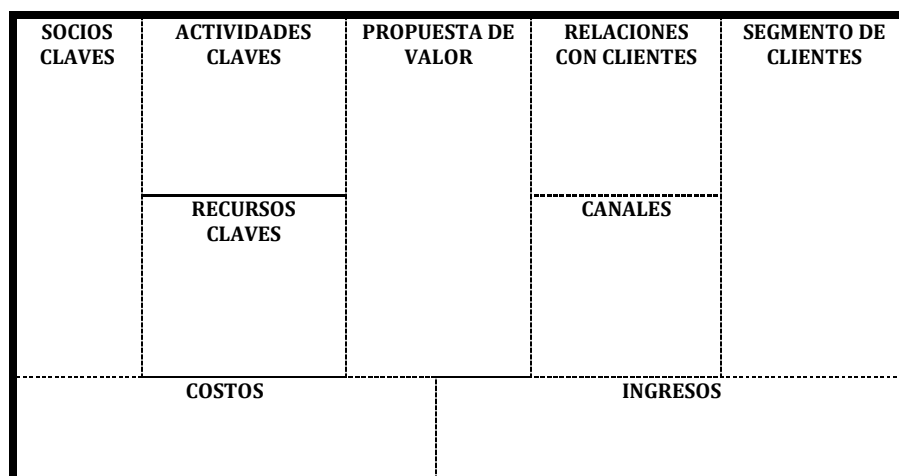 SOCIOS
CLAVES
ACTIVIDADES
CLAVES
PROPUESTA DE
VALOR
RELACIONES
CON CLIENTES
SEGMENTO DE
CLIENTES
RECURSOS
CLAVES
CANALES
COSTOS
INGRESOS